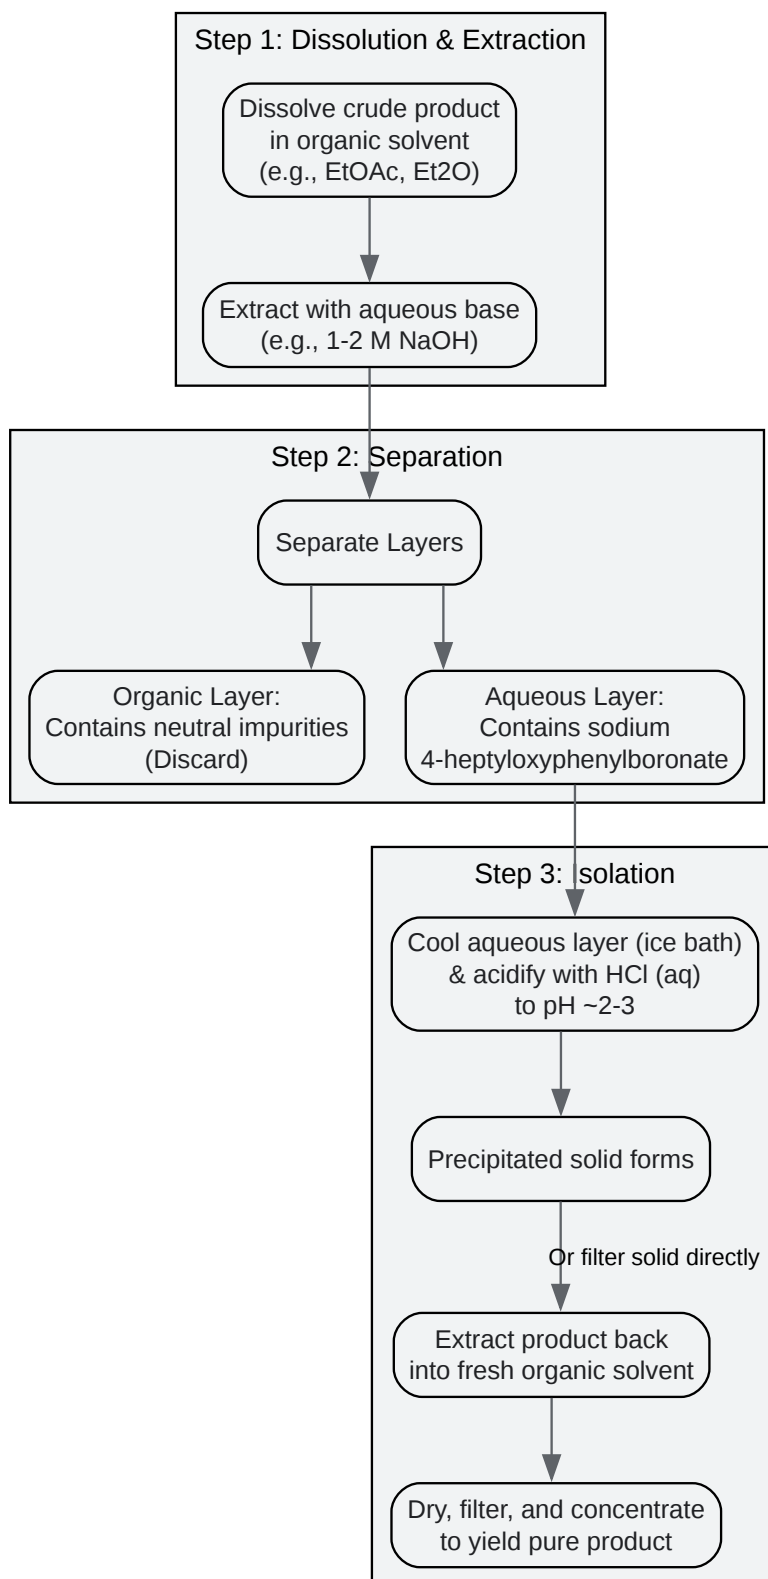 Step 1: Dissolution & Extraction
Dissolve crude product
in organic solvent
(e.g., EtOAc, Et2O)
Extract with aqueous base
(e.g., 1-2 M NaOH)
Step 2: Separation
Separate Layers
Organic Layer:
Contains neutral impurities
(Discard)
Aqueous Layer:
Contains sodium
4-heptyloxyphenylboronate
Step 3: Isolation
Cool aqueous layer (ice bath)
& acidify with HCl (aq)
to pH ~2-3
Precipitated solid forms
Or filter solid directly
Extract product back
into fresh organic solvent
Dry, filter, and concentrate
to yield pure product